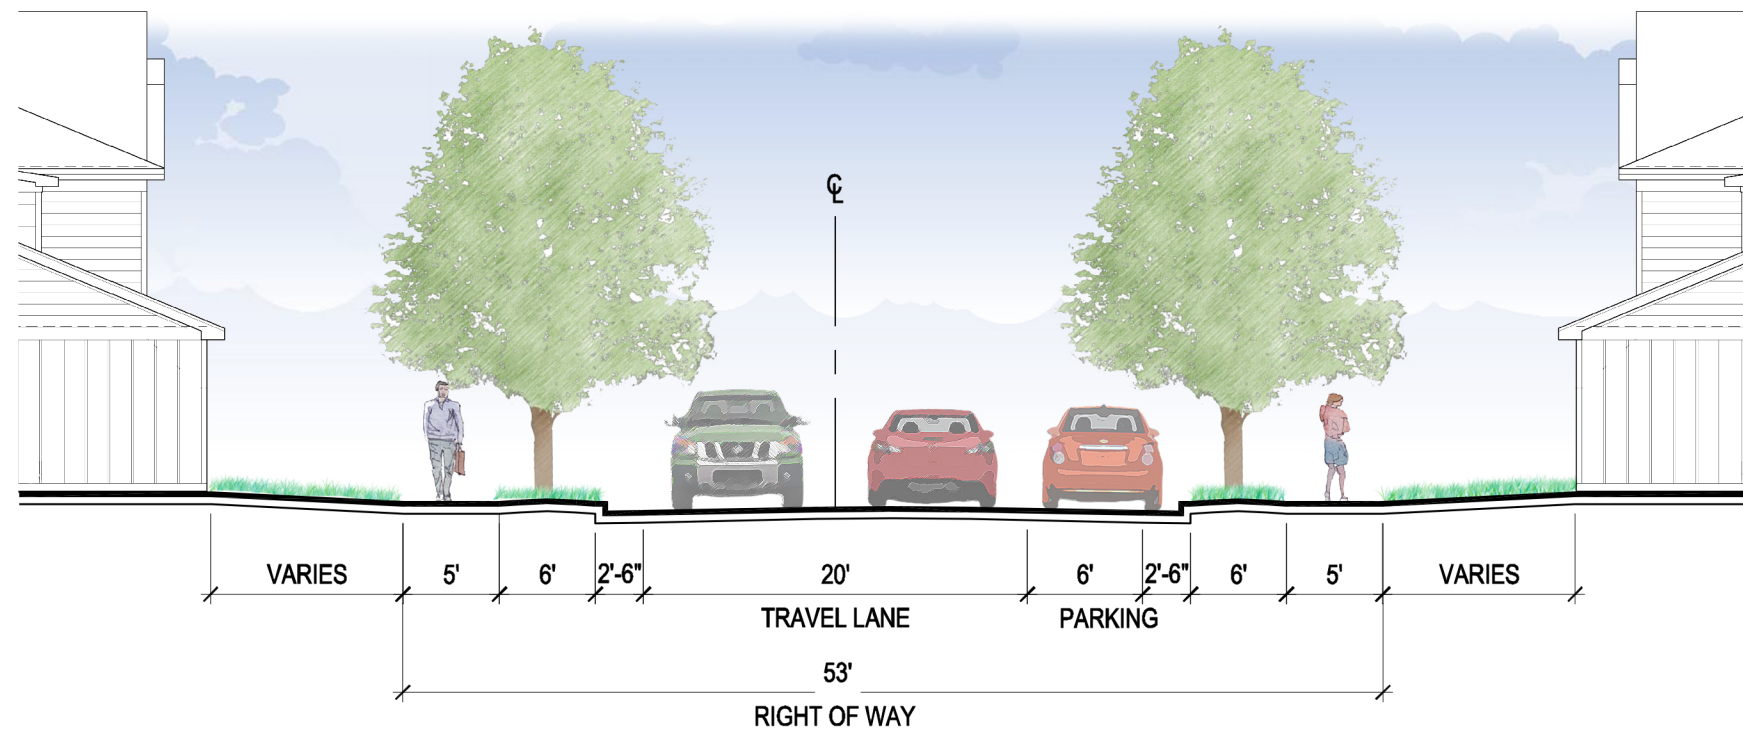 ℄
VARIES 5' 6' 2'-6" 20' 6' 2'-6" 6' 5' VARIES
TRAVEL LANE PARKING
53'
RIGHT OF WAY